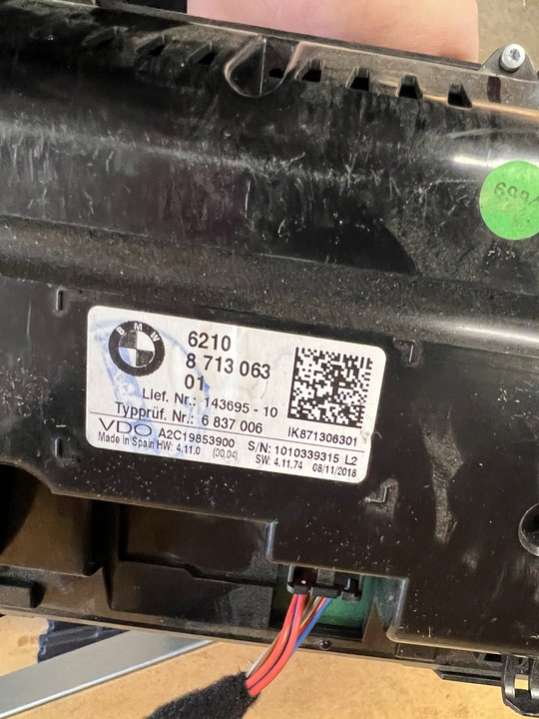 699/
BMW
6210
8 713 063
01
Lief. Nr.: 143695 - 10
Typprüf. Nr.: 6 837 006
IK871306301
VDO A2C19853900 S/N: 1010339315 L2
Made in Spain HW: 4.11.0 (00.04) SW: 4.11.74 08/11/2018